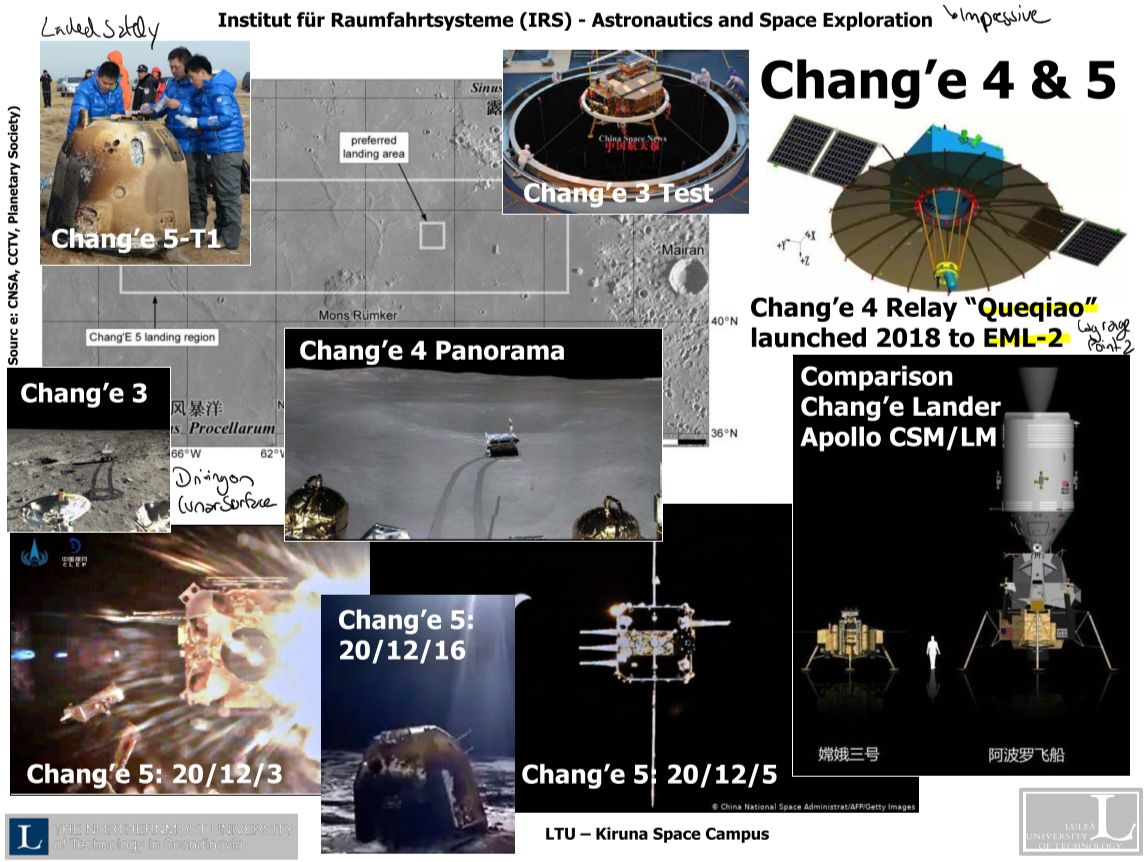 Institut für Raumfahrtsysteme (IRS) - Astronautics and Space Exploration
Impressive
Landed safely
Chang’e 4 & 5
Source: CNSA, CCTV, Planetary Society)
Chang’e 5-T1
preferred
landing area
Sinus
露
China Space News
中国航天报
Chang’e 3 Test
Mairan
Mons Rümker
Chang'E 5 landing region
40°N
+Y
+X
+Z
Chang’e 4 Relay “Queqiao”
launched 2018 to EML-2
Lagrange
Point 2
Chang’e 4 Panorama
Chang’e 3
风暴洋
us Procellarum
N
66°W
62°
36°N
Driving on
lunar surface
Comparison
Chang’e Lander
Apollo CSM/LM
嫦娥三号
阿波罗飞船
中国探月
CLEP
Chang’e 5: 20/12/3
Chang’e 5:
20/12/16
Chang’e 5: 20/12/5
© China National Space Administrat/AFP/Getty Images
L
THE NORTHERNMOST UNIVERSITY
of Technology in Scandinavia
LTU – Kiruna Space Campus
L
LULEÅ
UNIVERSITY
OF TECHNOLOGY